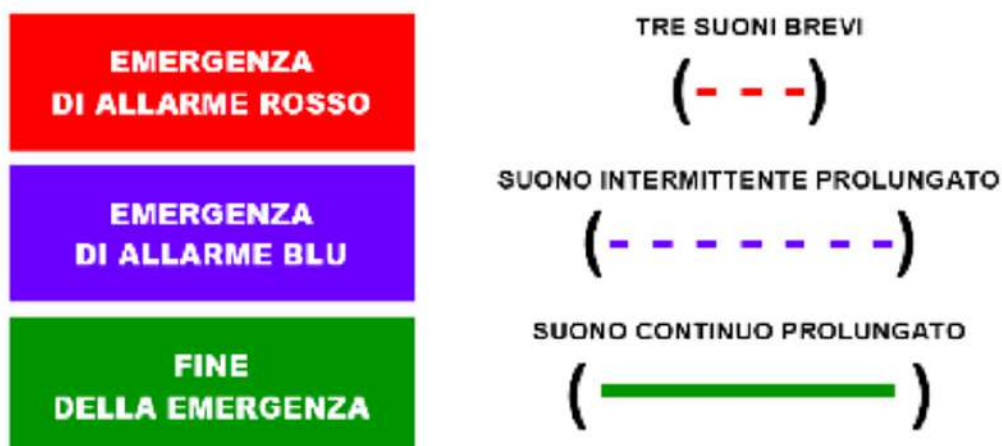 EMERGENZA
DI ALLARME ROSSO
TRE SUONI BREVI
(- - -)
EMERGENZA
DI ALLARME BLU
SUONO INTERMITTENTE PROLUNGATO
(- - - - - - -)
FINE
DELLA EMERGENZA
SUONO CONTINUO PROLUNGATO
(—)